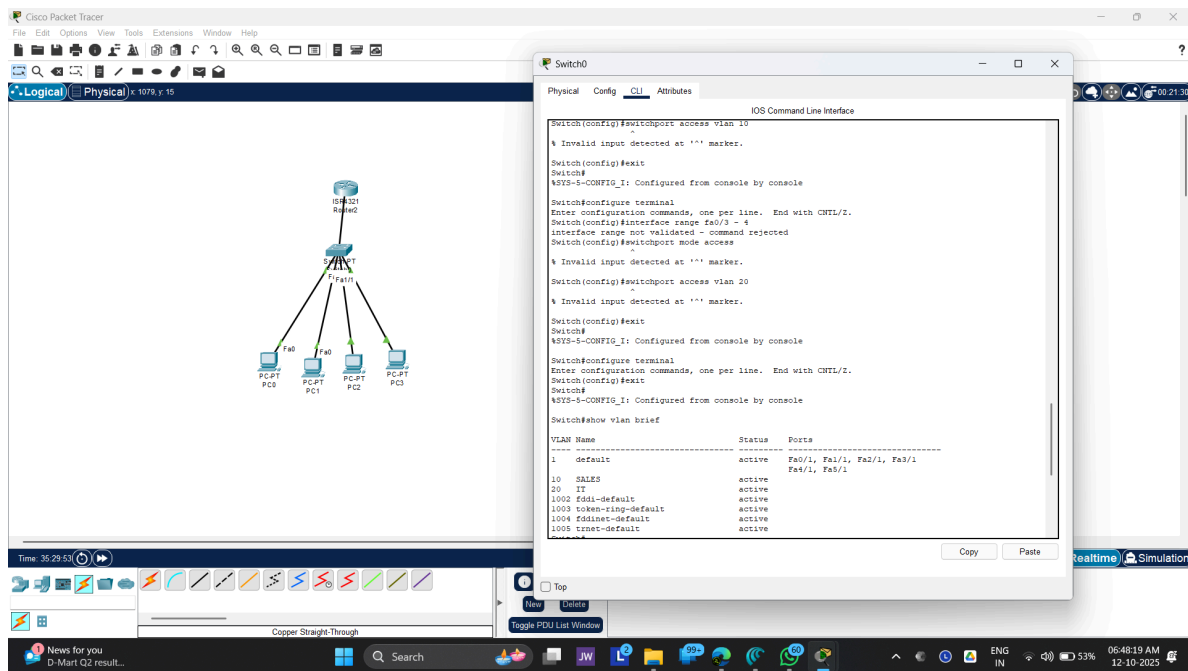 Cisco Packet Tracer
File Edit Options View Tools Extensions Window Help
?
Logical Physical x: 1079, y: 15
00:21:30
ISR4321
Router2
Fa1/1
Fa0
Fa0
PC-PT
PC0
PC-PT
PC1
PC-PT
PC2
PC-PT
PC3
Switch0
Physical Config CLI Attributes
IOS Command Line Interface
Switch(config)#switchport access vlan 10
^
% Invalid input detected at '^' marker.
Switch(config)#exit
Switch#
%SYS-5-CONFIG_I: Configured from console by console
Switch#configure terminal
Enter configuration commands, one per line. End with CNTL/Z.
Switch(config)#interface range fa0/3 - 4
interface range not validated - command rejected
Switch(config)#switchport mode access
^
% Invalid input detected at '^' marker.
Switch(config)#switchport access vlan 20
^
% Invalid input detected at '^' marker.
Switch(config)#exit
Switch#
%SYS-5-CONFIG_I: Configured from console by console
Switch#configure terminal
Enter configuration commands, one per line. End with CNTL/Z.
Switch(config)#exit
Switch#
%SYS-5-CONFIG_I: Configured from console by console
Switch#show vlan brief
VLAN Name Status Ports
---- -------------------------------- --------- -------------------------------
1 default active Fa0/1, Fa1/1, Fa2/1, Fa3/1
Fa4/1, Fa5/1
10 SALES active
20 IT active
1002 fddi-default active
1003 token-ring-default active
1004 fddinet-default active
1005 trnet-default active
Copy Paste
Top
Time: 35:29:53
Realtime Simulation
New Delete
Toggle PDU List Window
Copper Straight-Through
1
News for you
D-Mart Q2 result...
Search
JW
L 2
99+
60
ENG
IN
53%
06:48:19 AM
12-10-2025